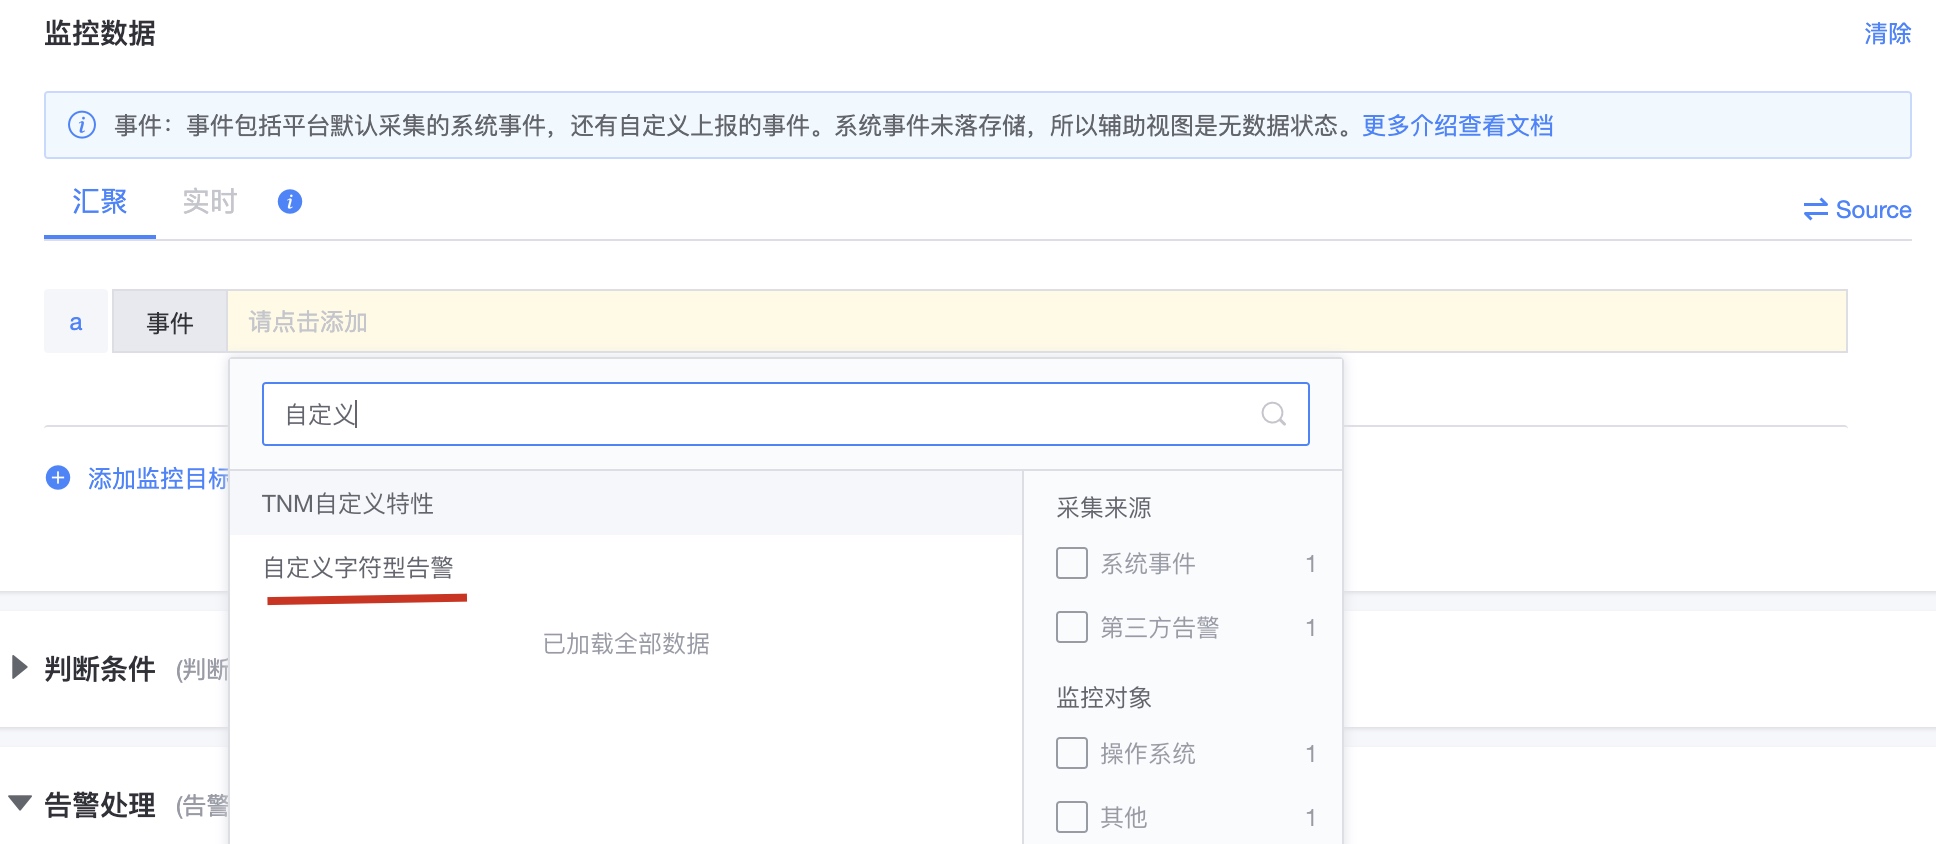 监控数据
清除
事件：事件包括平台默认采集的系统事件，还有自定义上报的事件。系统事件未落存储，所以辅助视图是无数据状态。更多介绍查看文档
汇聚 实时
Source
a 事件 请点击添加
自定义
添加监控目标
TNM自定义特性
自定义字符型告警
已加载全部数据
采集来源
系统事件 1
第三方告警 1
监控对象
操作系统 1
其他 1
判断条件 (判断
告警处理 (告警